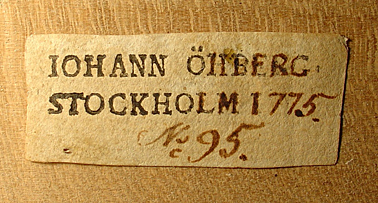 IOHANN ÖHBERG.
STOCKHOLM 1775.
No 95.